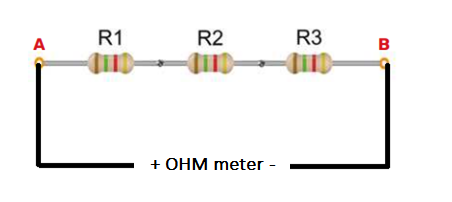 R1 R2 R3
A B
+ OHM meter -